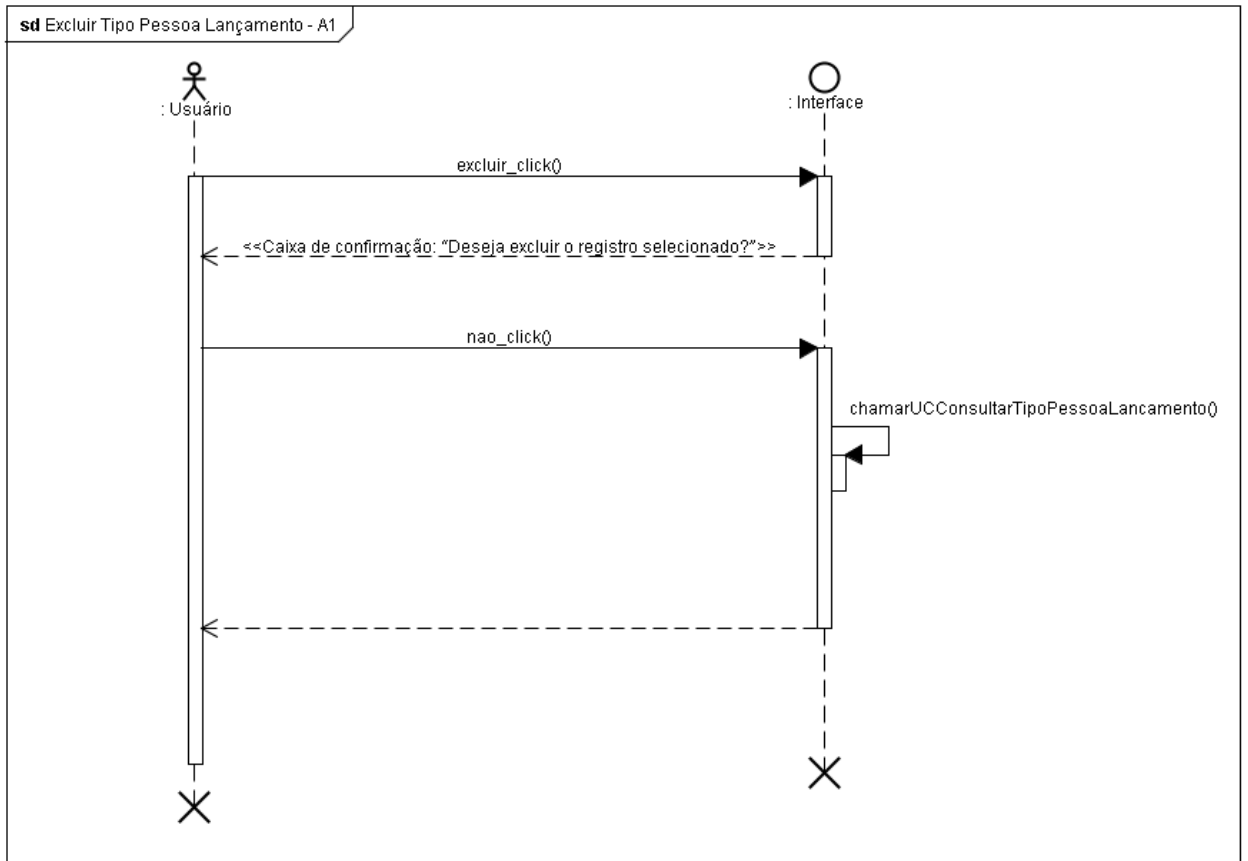 sd Excluir Tipo Pessoa Lançamento - A1
: Usuário
: Interface
excluir_click()
<<Caixa de confirmação: "Deseja excluir o registro selecionado?">>
nao_click()
chamarUCConsultarTipoPessoaLancamento()